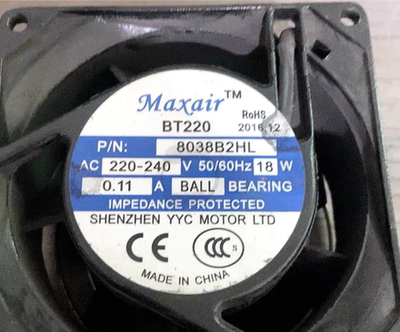 Maxair™
BT220
RoHS
2016.12
P/N: 8038B2HL
AC 220-240 V 50/60Hz 18 W
0.11 A BALL BEARING
IMPEDANCE PROTECTED
SHENZHEN YYC MOTOR LTD
CE CCC S
MADE IN CHINA